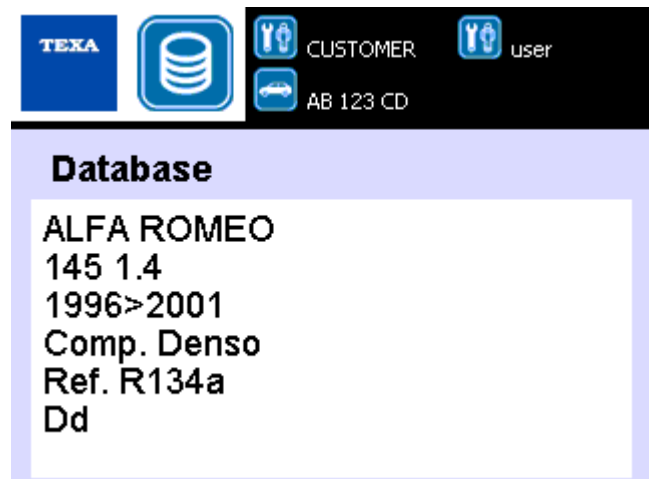 TEXA
CUSTOMER
user
AB 123 CD
Database
ALFA ROMEO
145 1.4
1996>2001
Comp. Denso
Ref. R134a
Dd